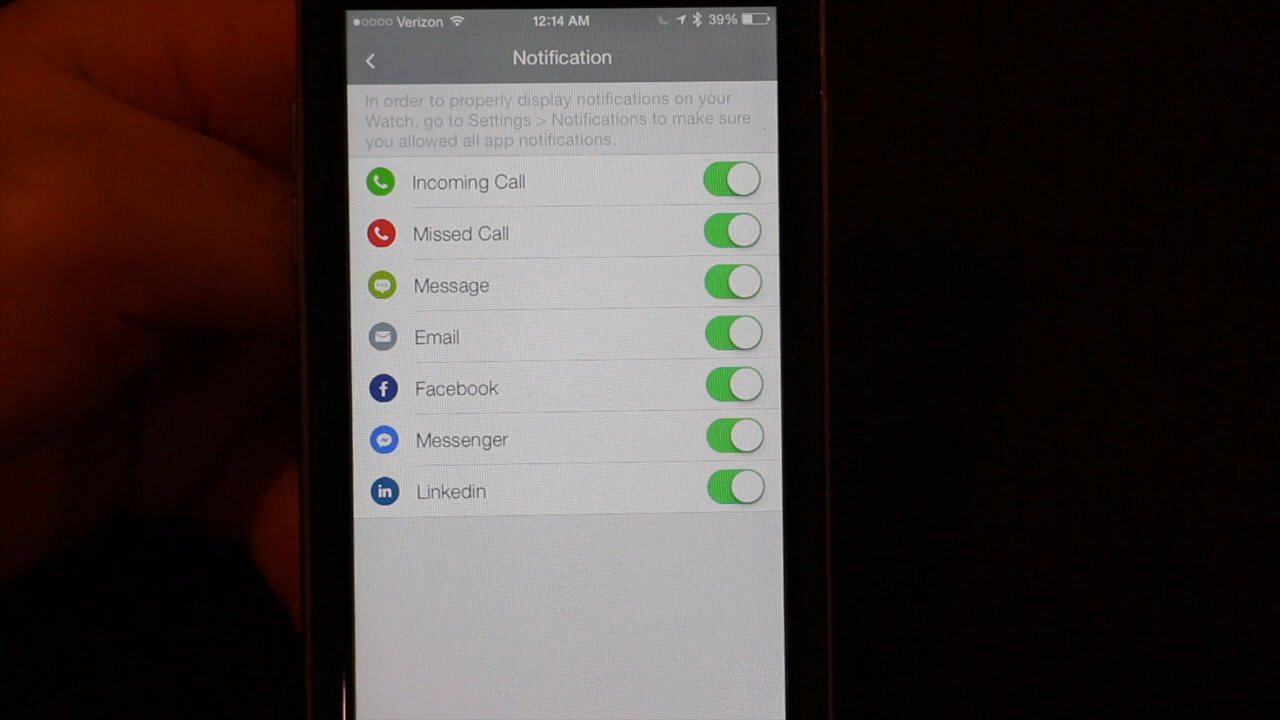 Verizon 12:14 AM 39%
Notification
In order to properly display notifications on your
Watch, go to Settings > Notifications to make sure
you allowed all app notifications.
Incoming Call
Missed Call
Message
Email
f Facebook
Messenger
in Linkedin